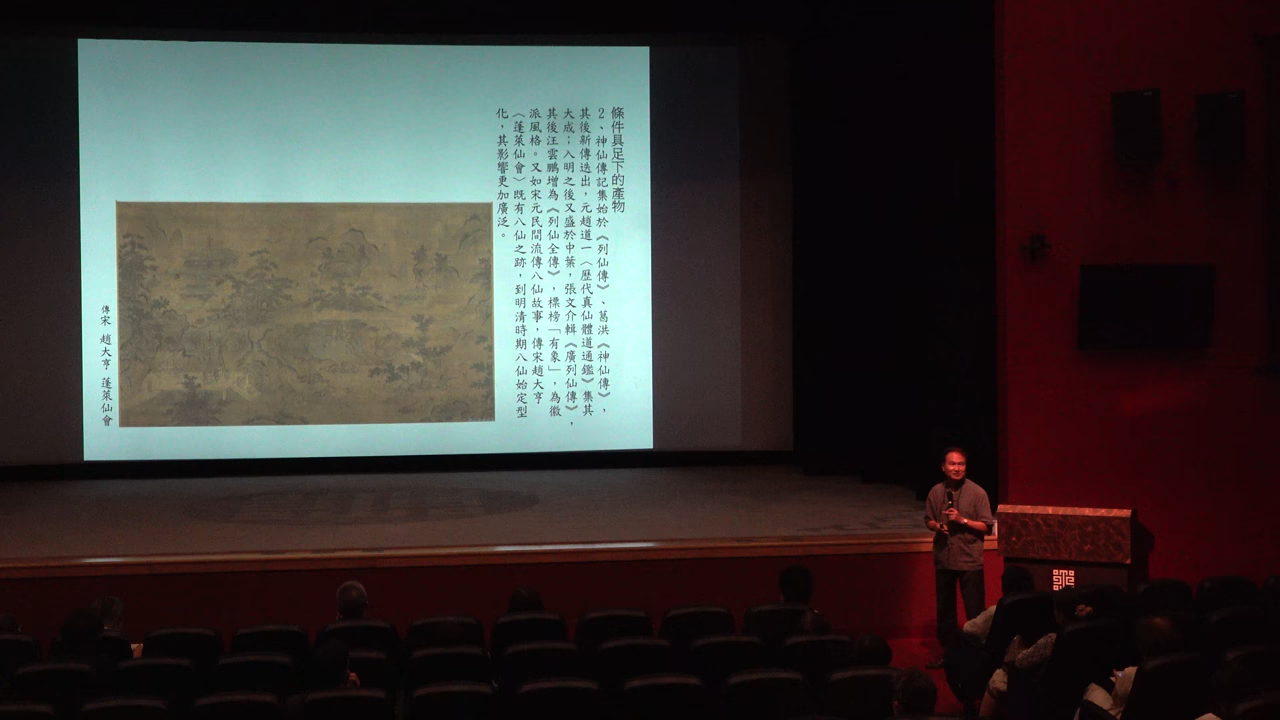 條件具足下的產物
2、神仙傳記集始於《列仙傳》、葛洪《神仙傳》，
其後新傳迭出，元趙道一〈歷代真仙體道通鑑》集其
大成；入明之後又盛於中葉，張文介輯《廣列仙傳》，
其後汪雲鵬增為《列仙全傳》，標榜「有象」，為徽
派風格。又如宋元民間流傳八仙故事，傳宋趙大亨
〈蓬萊仙會〉既有八仙之跡，到明清時期八仙始定型
化，其影響更加廣泛。
傳宋 趙大亨 蓬萊仙會